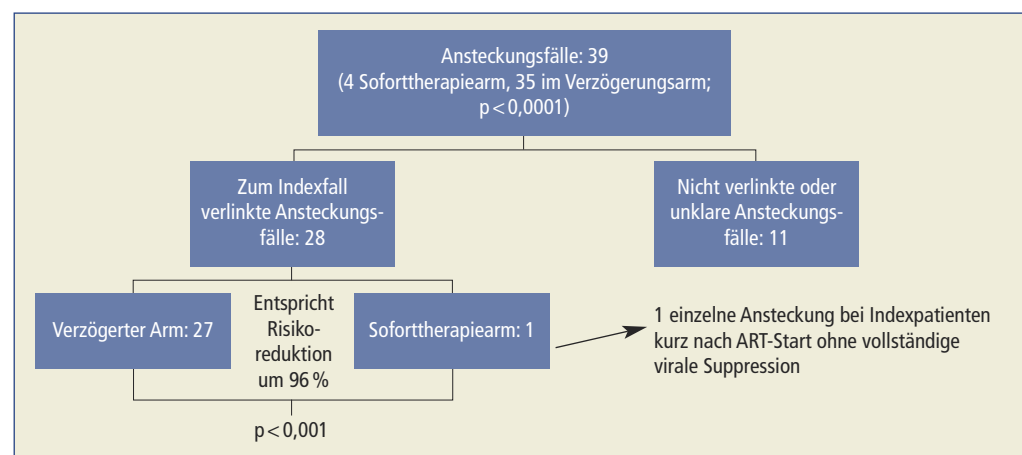 Ansteckungsfälle: 39
(4 Soforttherapiearm, 35 im Verzögerungsarm;
p<0,0001)
Zum Indexfall
verlinkte Ansteckungs-
fälle: 28
Nicht verlinkte oder
unklare Ansteckungs-
fälle: 11
Verzögerter Arm: 27
Entspricht
Risiko-
reduktion
um 96 %
Soforttherapiearm: 1
1 einzelne Ansteckung bei Indexpatienten
kurz nach ART-Start ohne vollständige
virale Suppression
p<0,001